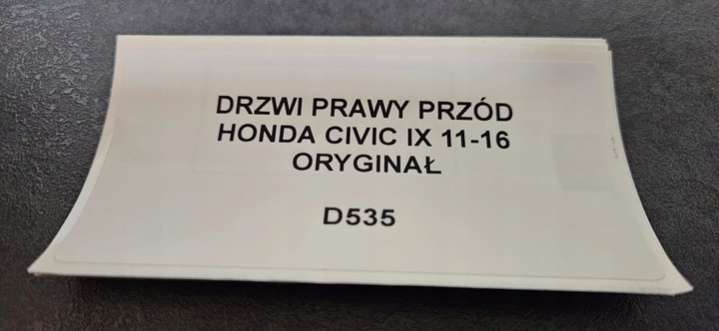 DRZWI PRAWY PRZÓD
HONDA CIVIC IX 11-16
ORYGINAŁ
D535